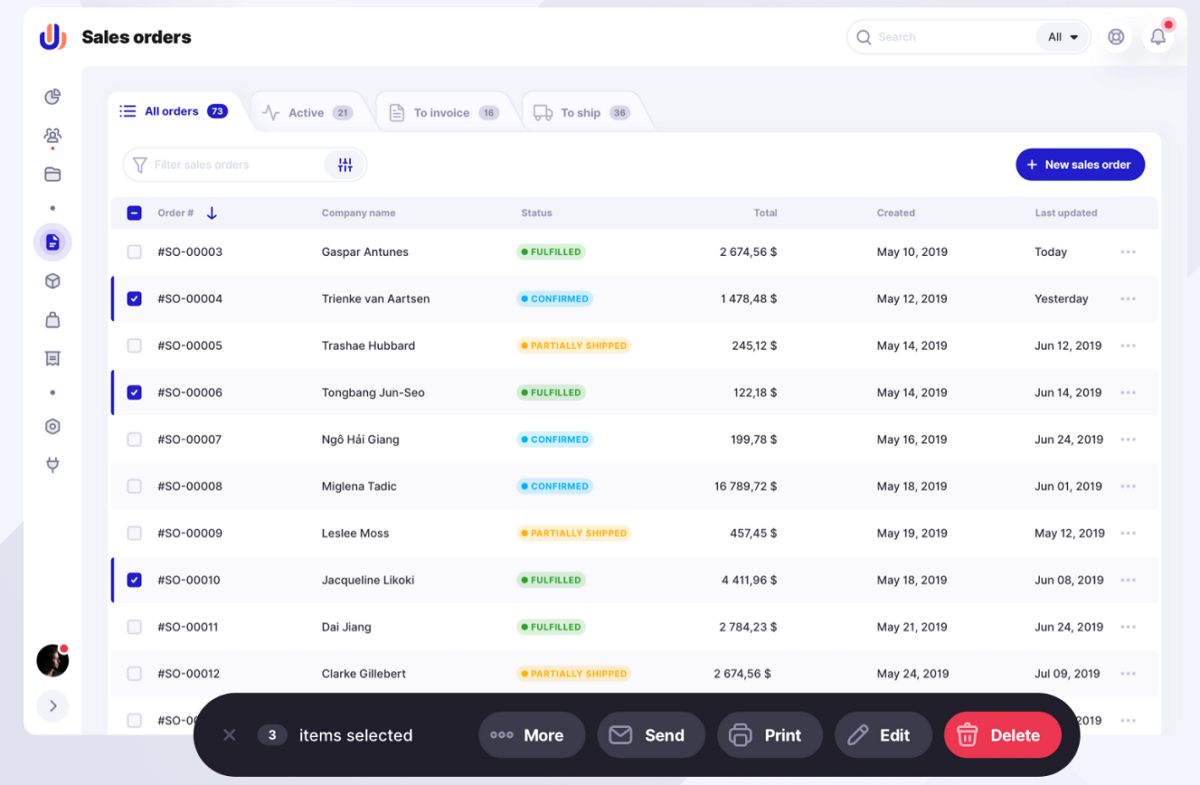 Sales orders
Search
All
All orders 73
Active 21
To invoice 16
To ship 36
Filter sales orders
+ New sales order
Order # Company name Status Total Created Last updated
#SO-00003 Gaspar Antunes FULFILLED 2 674,56 $ May 10, 2019 Today
#SO-00004 Trienke van Aartsen CONFIRMED 1 478,48 $ May 12, 2019 Yesterday
#SO-00005 Trashae Hubbard PARTIALLY SHIPPED 245,12 $ May 14, 2019 Jun 12, 2019
#SO-00006 Tongbang Jun-Seo FULFILLED 122,18 $ May 14, 2019 Jun 14, 2019
#SO-00007 Ngô Hải Giang CONFIRMED 199,78 $ May 16, 2019 Jun 24, 2019
#SO-00008 Miglena Tadic CONFIRMED 16 789,72 $ May 18, 2019 Jun 01, 2019
#SO-00009 Leslee Moss PARTIALLY SHIPPED 457,45 $ May 19, 2019 May 12, 2019
#SO-00010 Jacqueline Likoki FULFILLED 4 411,96 $ May 18, 2019 Jun 08, 2019
#SO-00011 Dai Jiang FULFILLED 2 784,23 $ May 21, 2019 Jun 24, 2019
#SO-00012 Clarke Gillebert PARTIALLY SHIPPED 2 674,56 $ May 24, 2019 Jul 09, 2019
3 items selected
More
Send
Print
Edit
Delete